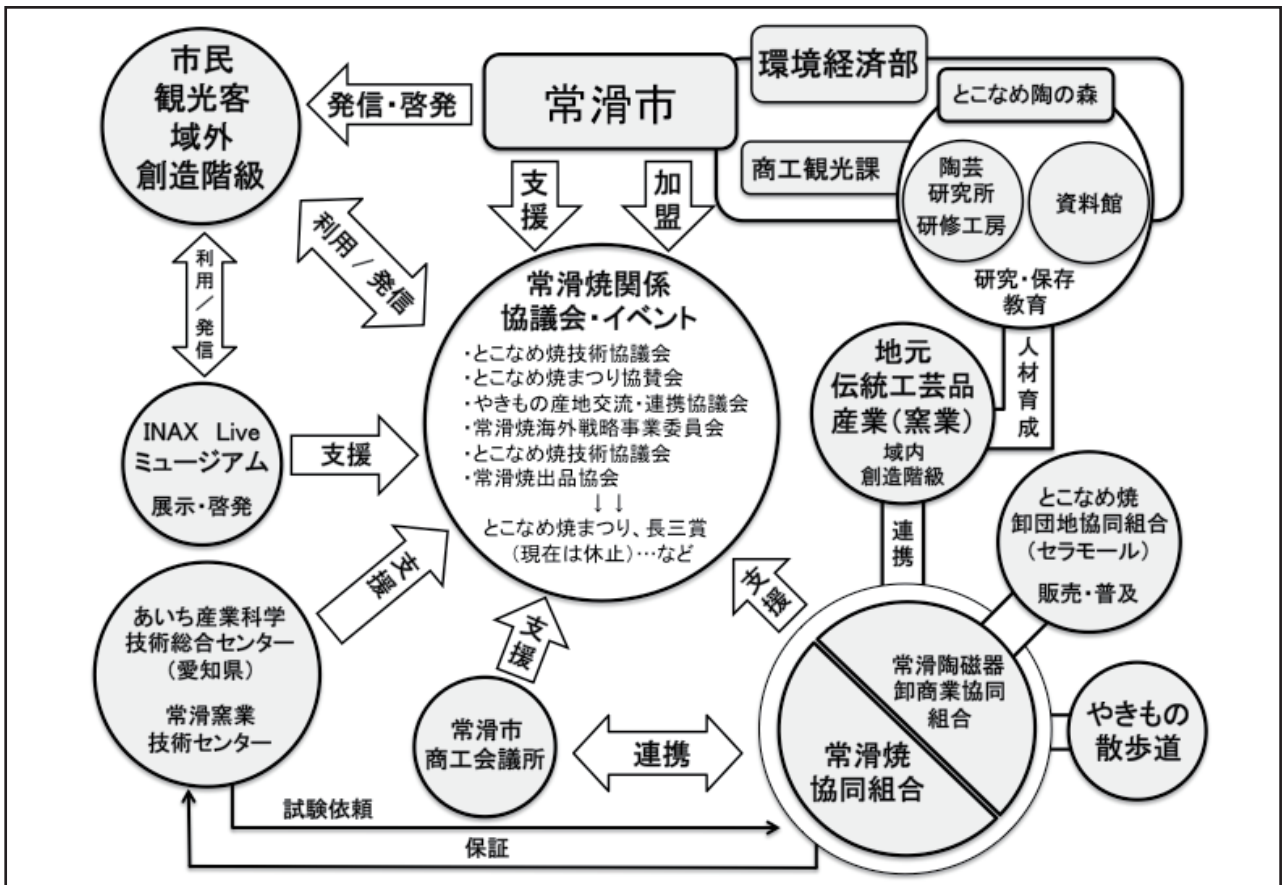 市民
観光客
域外
創造階級
発信・啓発
常滑市
環境経済部
とこなめ陶の森
商工観光課
陶芸
研究所
研修工房
資料館
研究・保存
教育
支援
加盟
利用/発信
利用/発信
常滑焼関係
協議会・イベント
・とこなめ焼技術協議会
・とこなめ焼まつり協賛会
・やきもの産地交流・連携協議会
・常滑焼海外戦略事業委員会
・とこなめ焼技術協議会
・常滑焼出品協会
↓↓
とこなめ焼まつり、長三賞
(現在は休止)…など
地元
伝統工芸品
産業(窯業)
域内
創造階級
人材育成
INAX Live
ミュージアム
展示・啓発
支援
連携
とこなめ焼
卸団地協同組合
(セラモール)
販売・普及
支援
支援
支援
あいち産業科学
技術総合センター
(愛知県)
常滑窯業
技術センター
常滑市
商工会議所
連携
常滑陶磁器
卸商業協同
組合
常滑焼
協同組合
やきもの
散歩道
試験依頼
保証